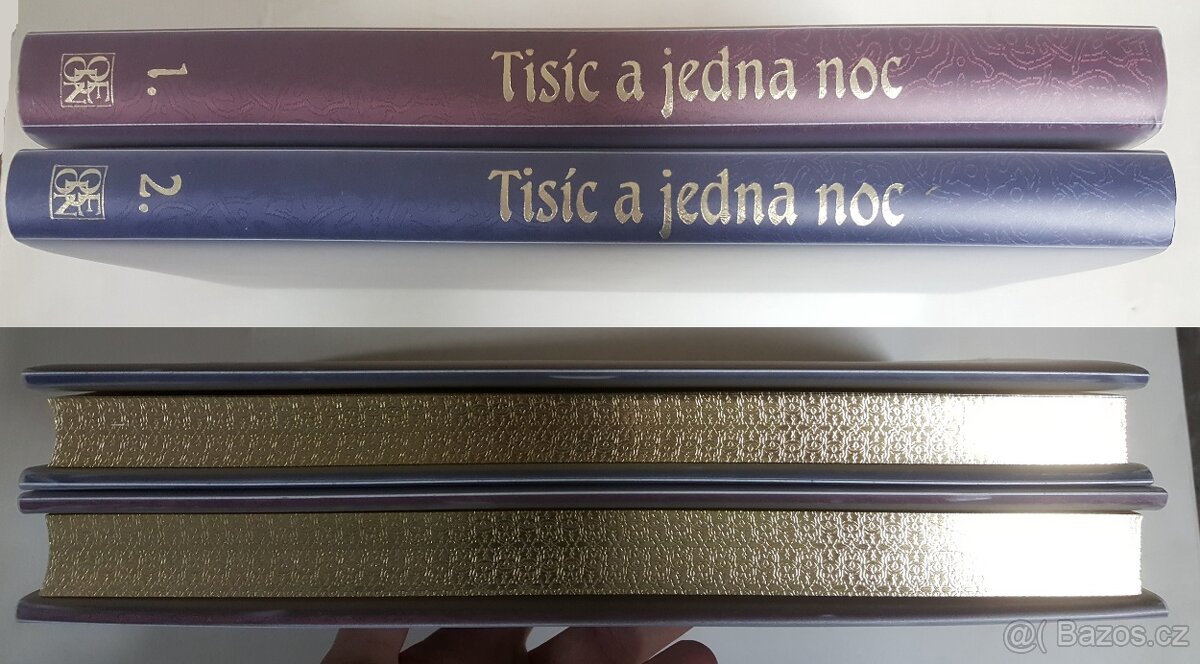 1. Tisíc a jedna noc
2. Tisíc a jedna noc
@( Bazos.cz